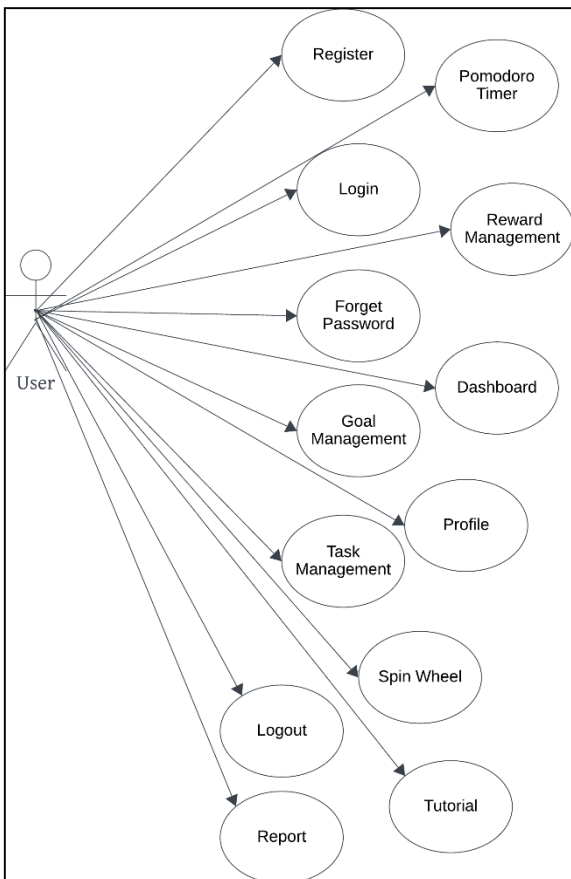 Register
Pomodoro
Timer
Login
Reward
Management
Forget
Password
User
Dashboard
Goal
Management
Profile
Task
Management
Spin Wheel
Logout
Tutorial
Report